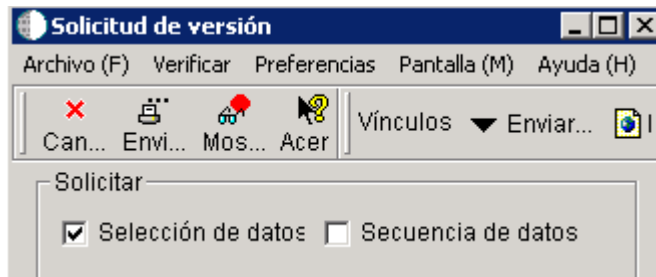 Solicitud de versión
Archivo (F) Verificar Preferencias Pantalla (M) Ayuda (H)
Can... Envi... Mos... Acer Vínculos Enviar... I
Solicitar
Selección de datos Secuencia de datos